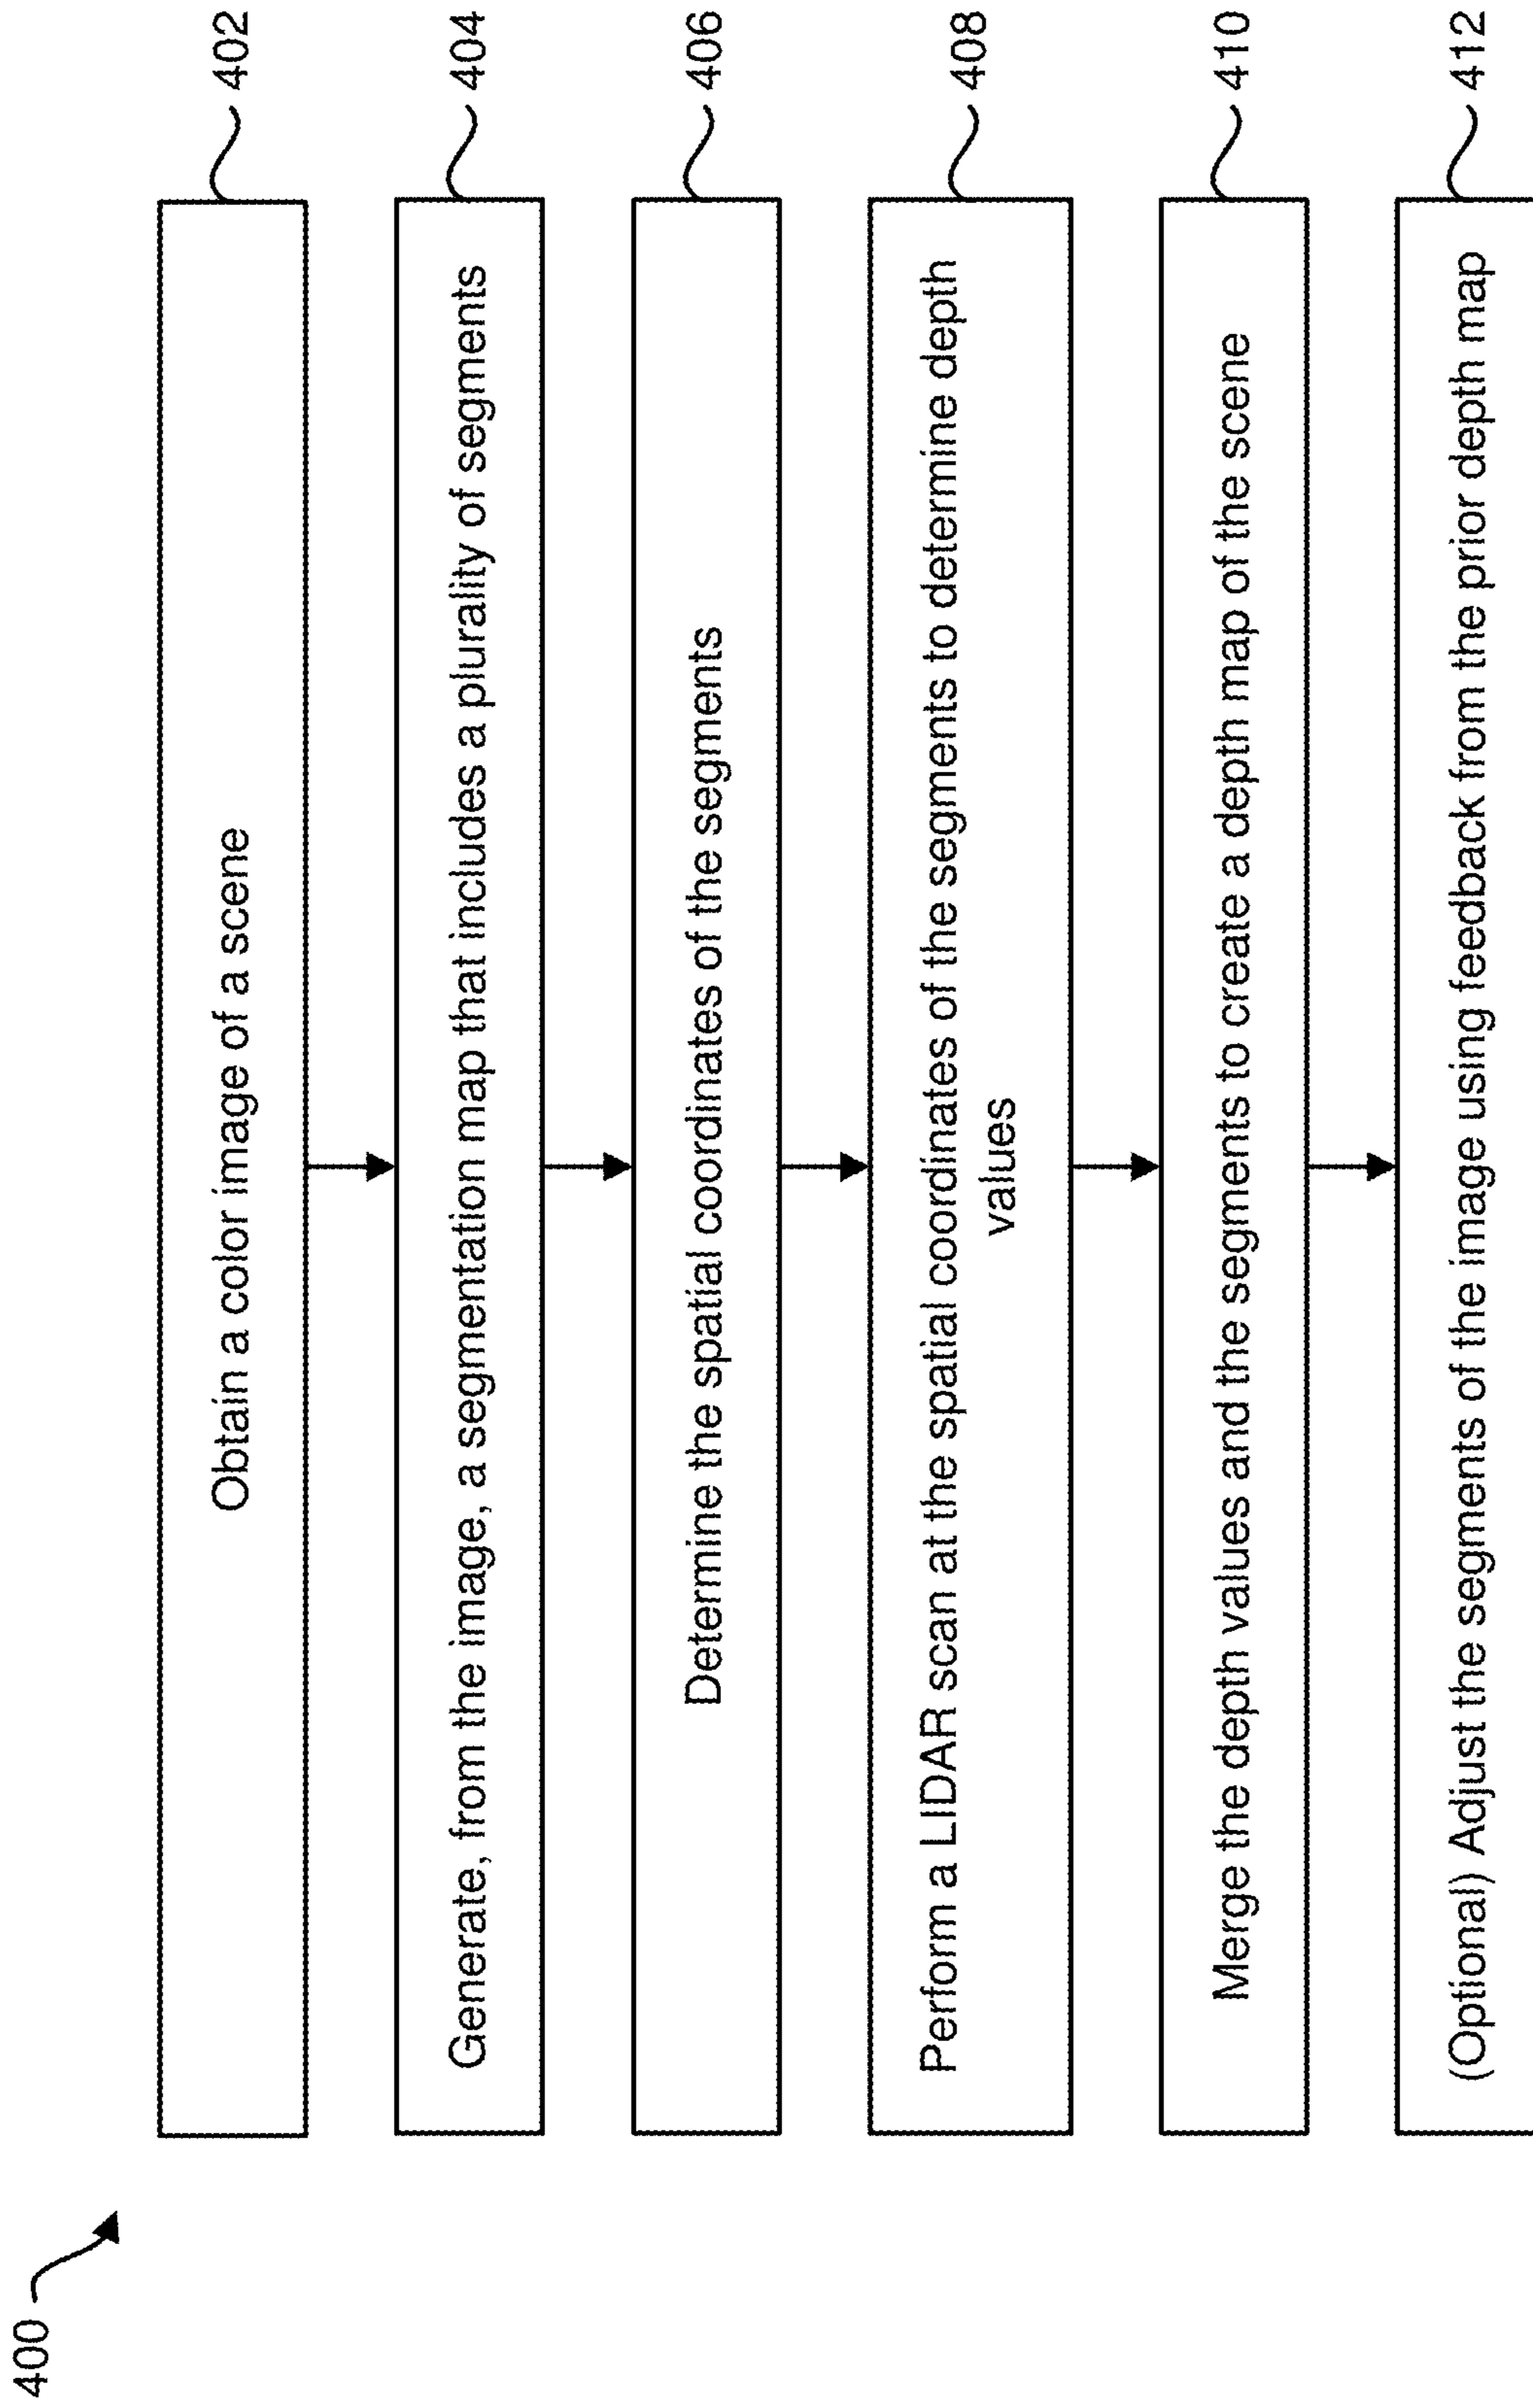 400
Obtain a color image of a scene
402
Generate, from the image, a segmentation map that includes a plurality of segments
404
Determine the spatial coordinates of the segments
406
Perform a LIDAR scan at the spatial coordinates of the segments to determine depth
values
408
Merge the depth values and the segments to create a depth map of the scene
410
(Optional) Adjust the segments of the image using feedback from the prior depth map
412